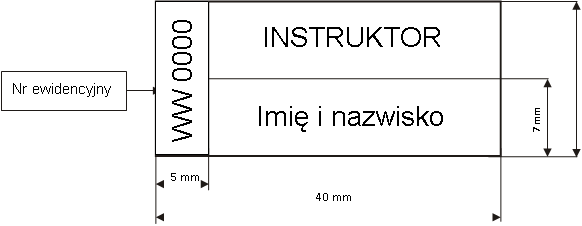 INSTRUKTOR
WW 0000
Nr ewidencyjny
Imię i nazwisko
7 mm
5 mm
40 mm